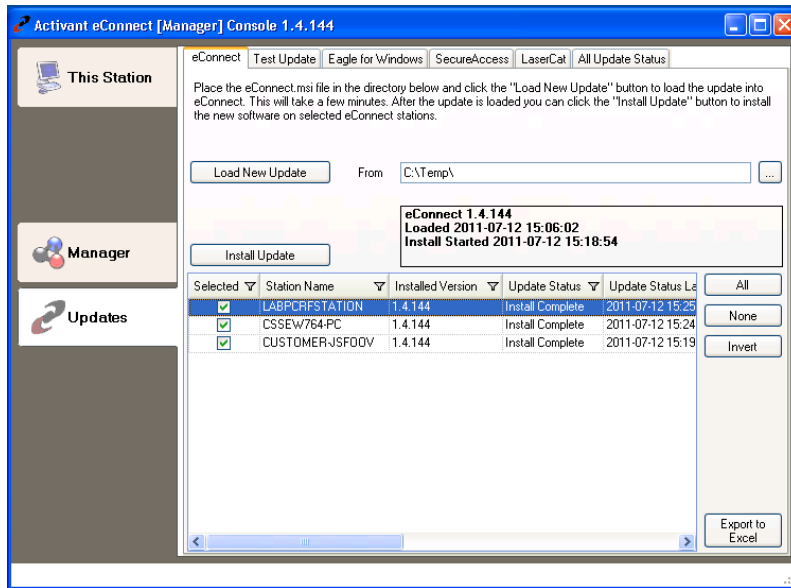 Activant eConnect [Manager] Console 1.4.144
This Station
Manager
Updates
eConnect Test Update Eagle for Windows SecureAccess LaserCat All Update Status
Place the eConnect.msi file in the directory below and click the "Load New Update" button to load the update into
eConnect. This will take a few minutes. After the update is loaded you can click the "Install Update" button to install
the new software on selected eConnect stations.
Load New Update From C:\Temp\ ...
eConnect 1.4.144
Loaded 2011-07-12 15:06:02
Install Started 2011-07-12 15:18:54
Install Update
Selected Station Name Installed Version Update Status Update Status La
LABPCRFSTATION 1.4.144 Install Complete 2011-07-12 15:25
CSSEW764-PC 1.4.144 Install Complete 2011-07-12 15:24
CUSTOMER-JSFOOV 1.4.144 Install Complete 2011-07-12 15:19
All
None
Invert
Export to
Excel